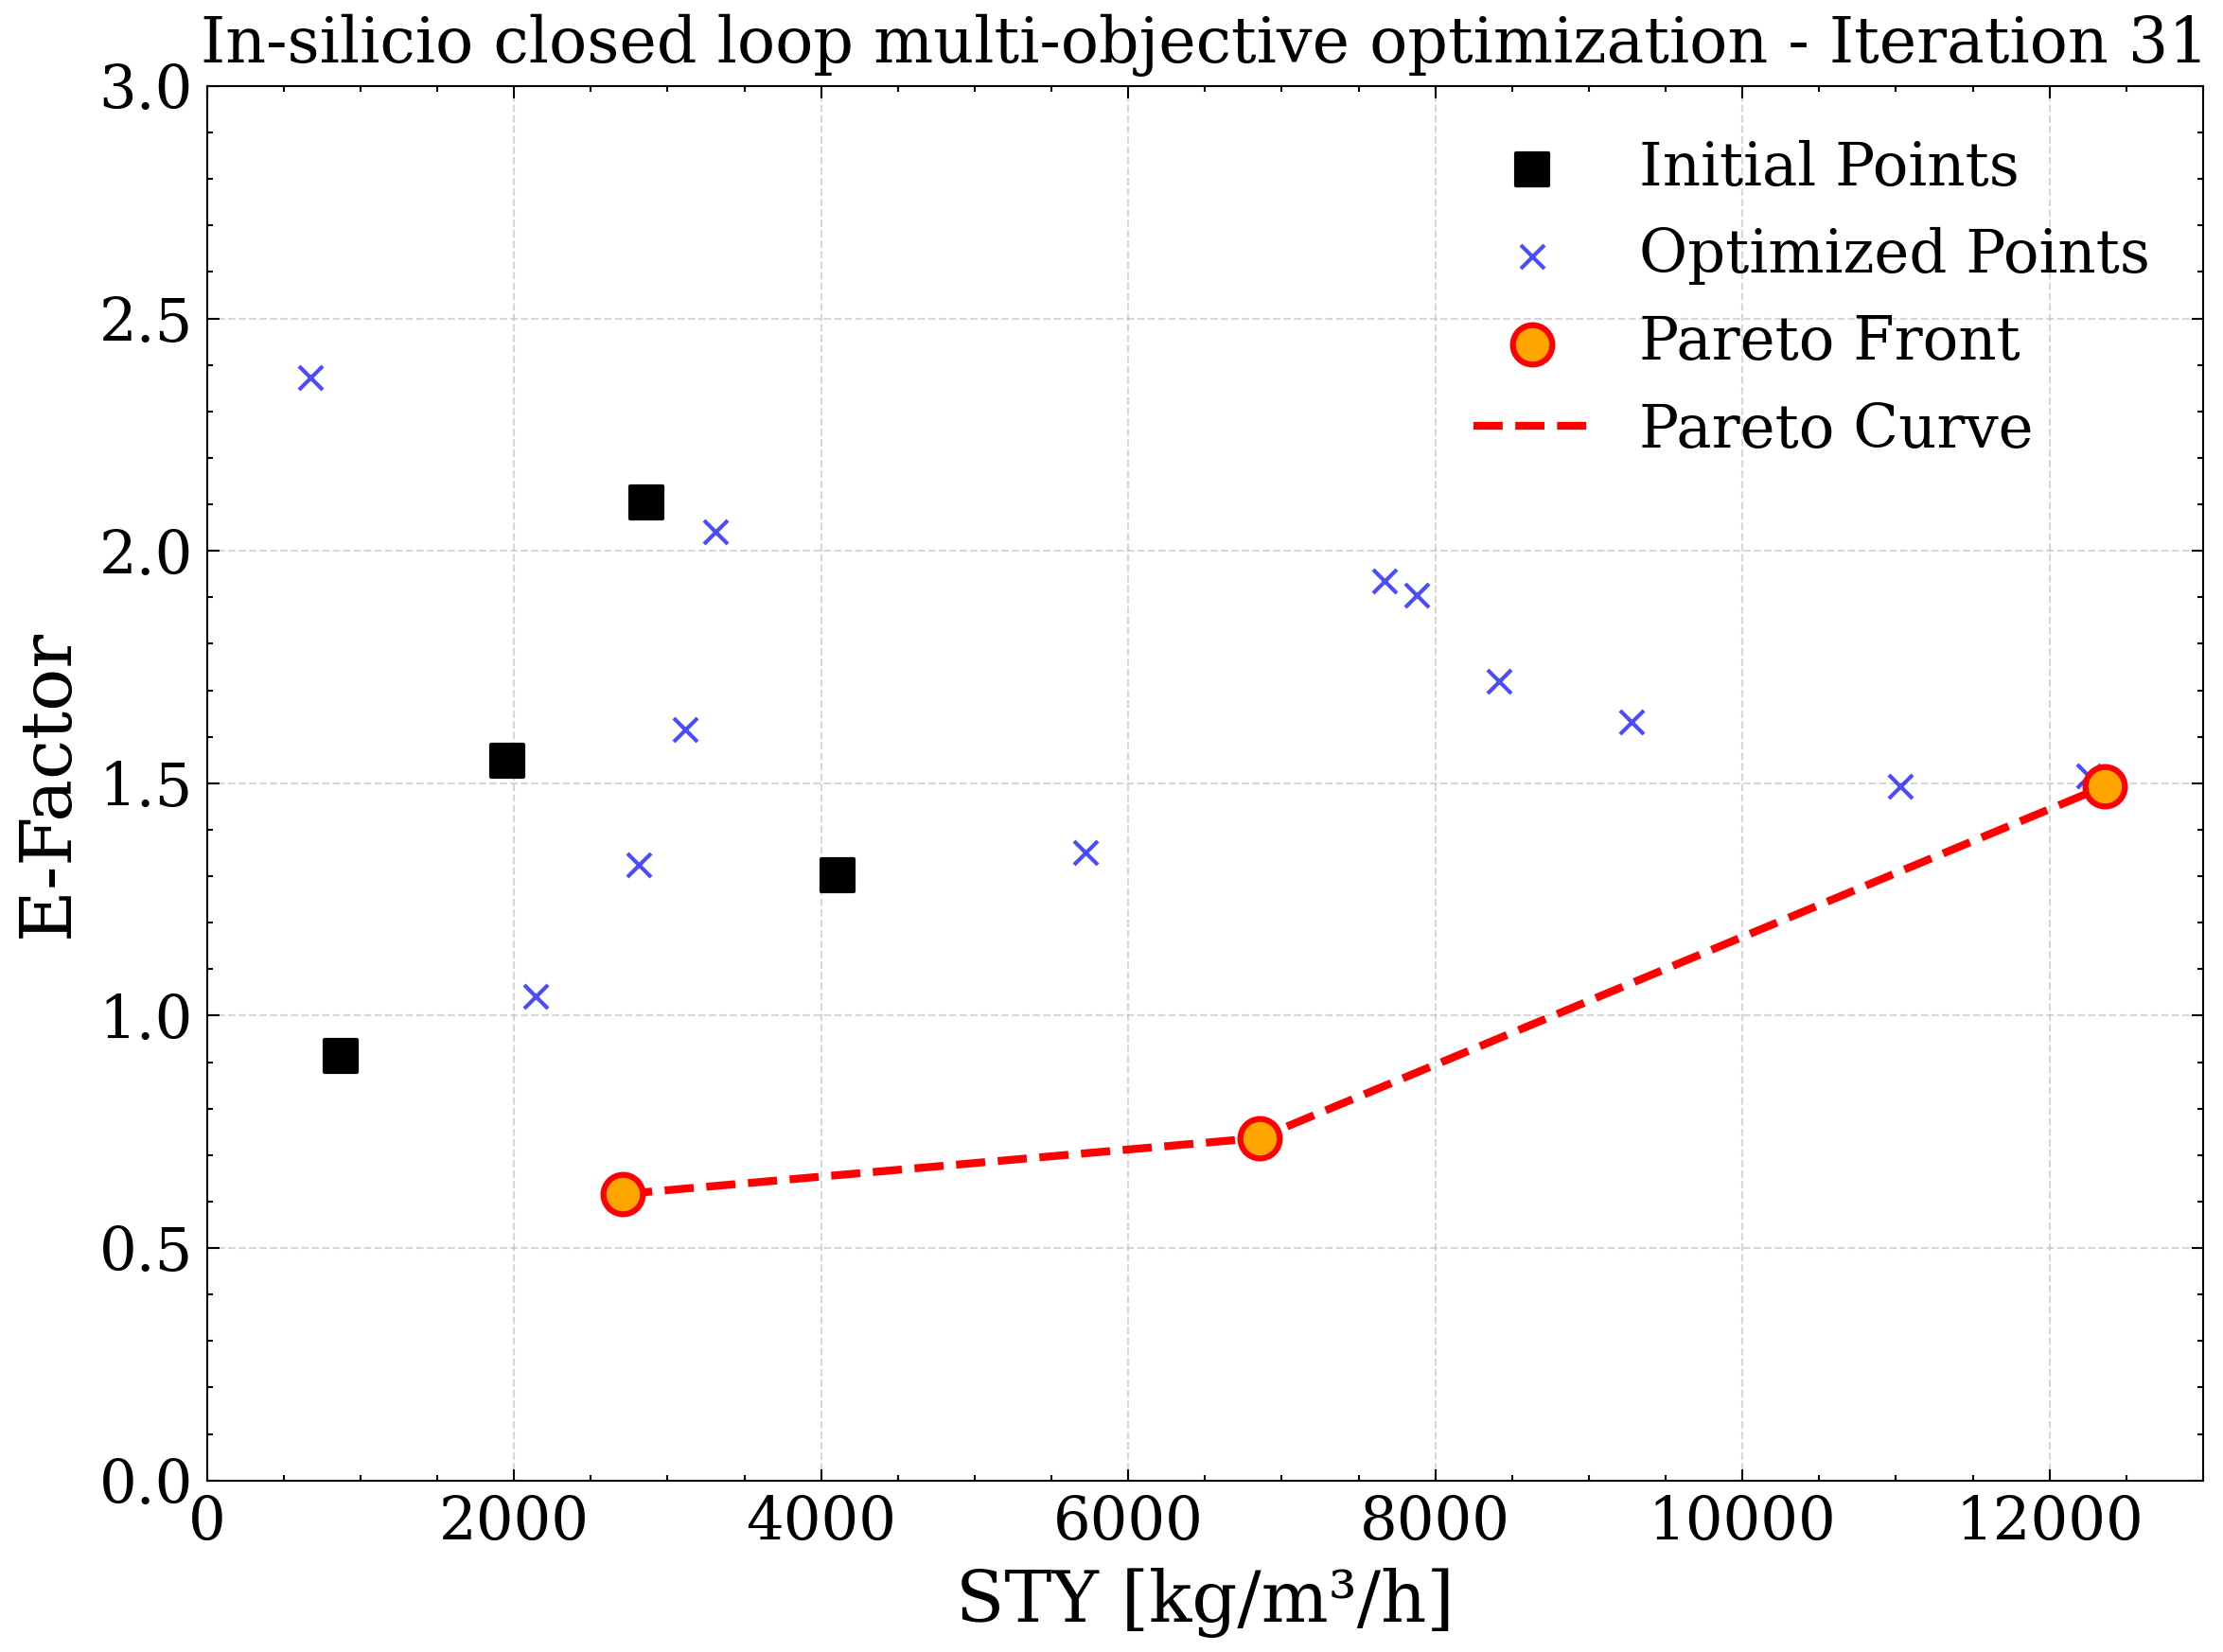 In-silicio closed loop multi-objective optimization - Iteration 31
3.0
2.5
2.0
1.5
1.0
0.5
0.0
E-Factor
Initial Points
Optimized Points
Pareto Front
Pareto Curve
0 2000 4000 6000 8000 10000 12000
STY [kg/m³/h]